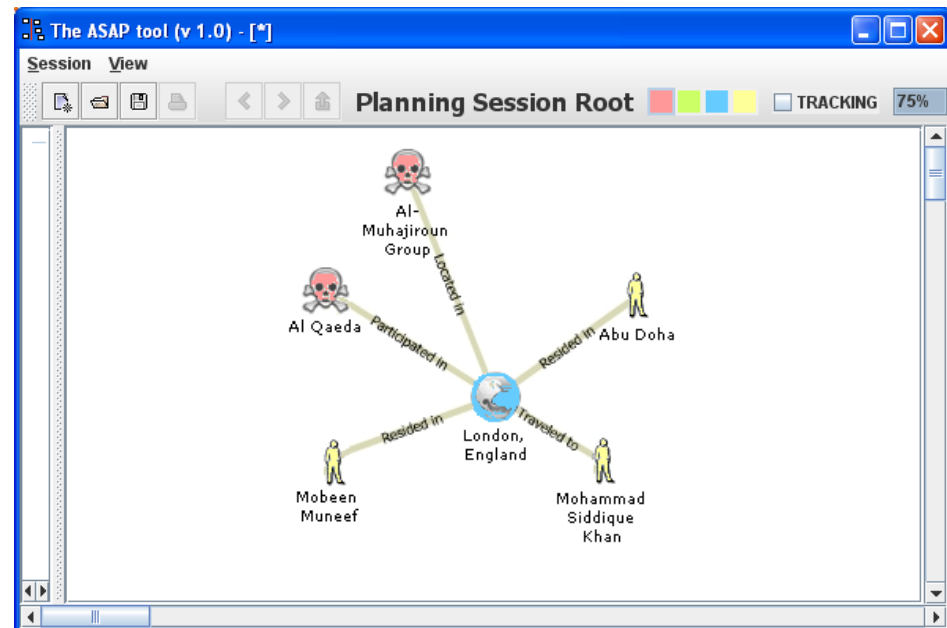 The ASAP tool (v 1.0) - [*]
Session View
Planning Session Root
TRACKING
75%
Al-
Muhajiroun
Group
Located in
Al Qaeda
Participated in
Resided in
Abu Doha
Resided in
London,
England
Traveled to
Mobeen
Muneef
Mohammad
Siddique
Khan